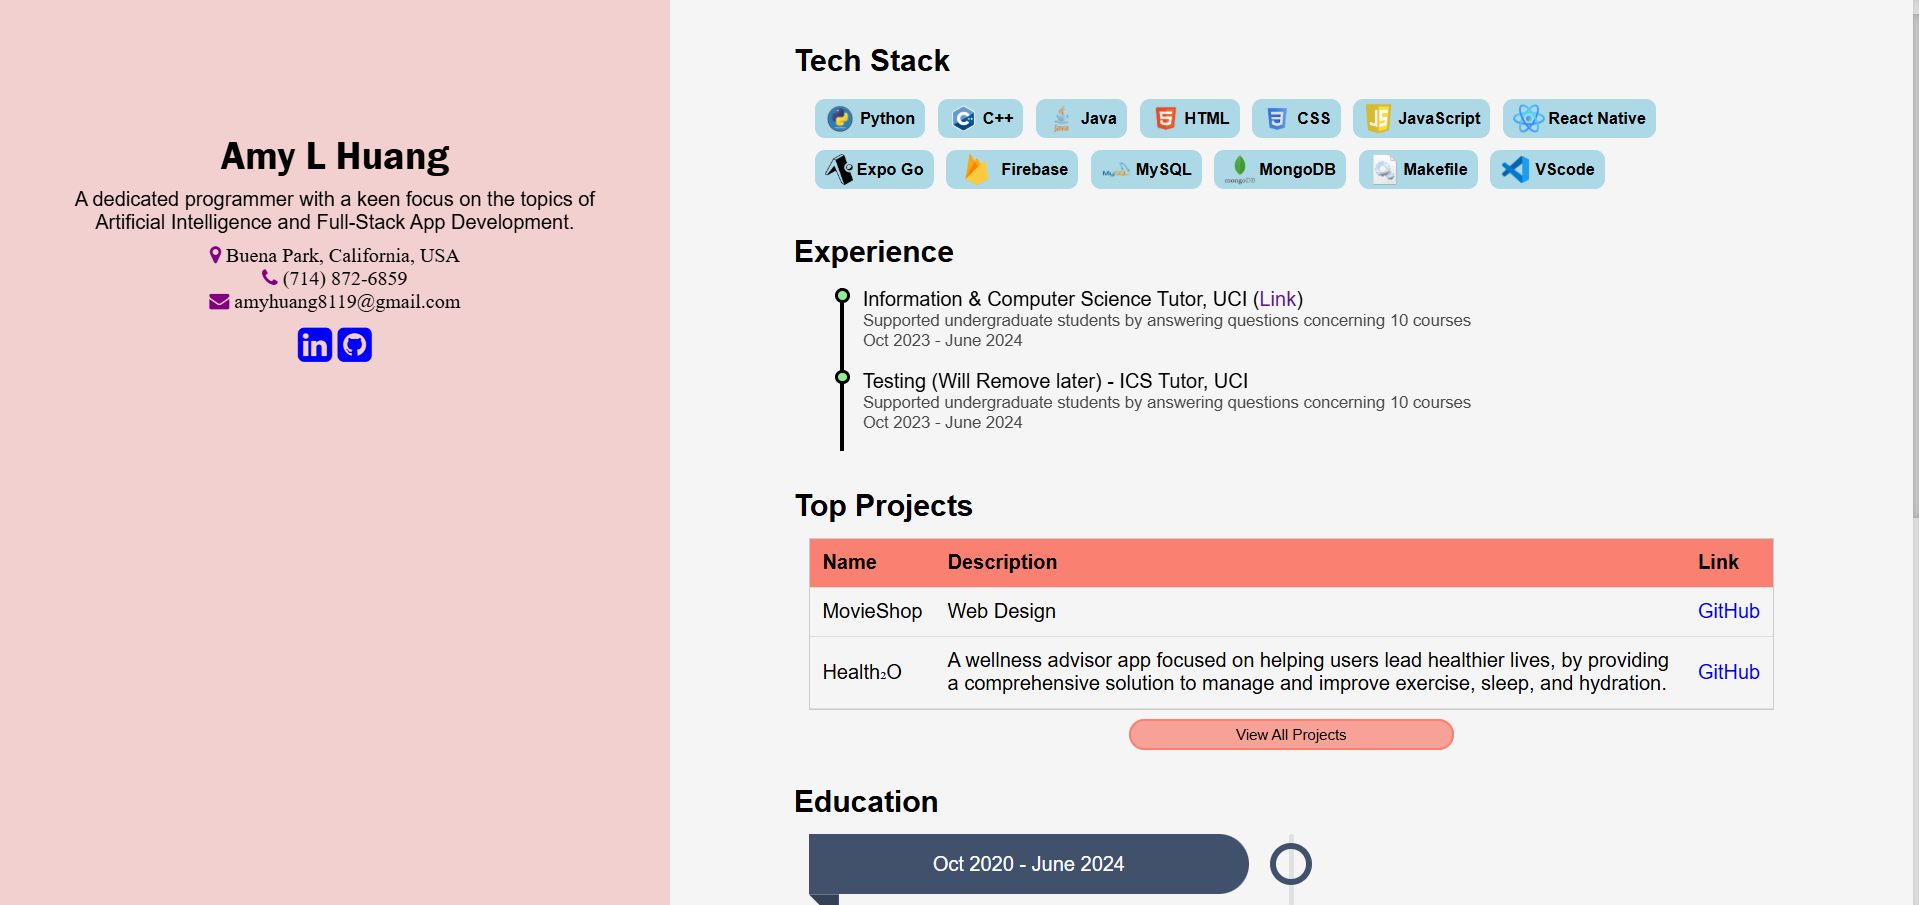 Amy L Huang
A dedicated programmer with a keen focus on the topics of
Artificial Intelligence and Full-Stack App Development.
Buena Park, California, USA
(714) 872-6859
amyhuang8119@gmail.com
in
Tech Stack
Python C++ Java HTML CSS JavaScript React Native
Expo Go Firebase MySQL MongoDB Makefile VScode
Experience
Information & Computer Science Tutor, UCI (Link)
Supported undergraduate students by answering questions concerning 10 courses
Oct 2023 - June 2024
Testing (Will Remove later) - ICS Tutor, UCI
Supported undergraduate students by answering questions concerning 10 courses
Oct 2023 - June 2024
Top Projects
Name Description Link
MovieShop Web Design GitHub
Health₂O A wellness advisor app focused on helping users lead healthier lives, by providing
a comprehensive solution to manage and improve exercise, sleep, and hydration. GitHub
View All Projects
Education
Oct 2020 - June 2024